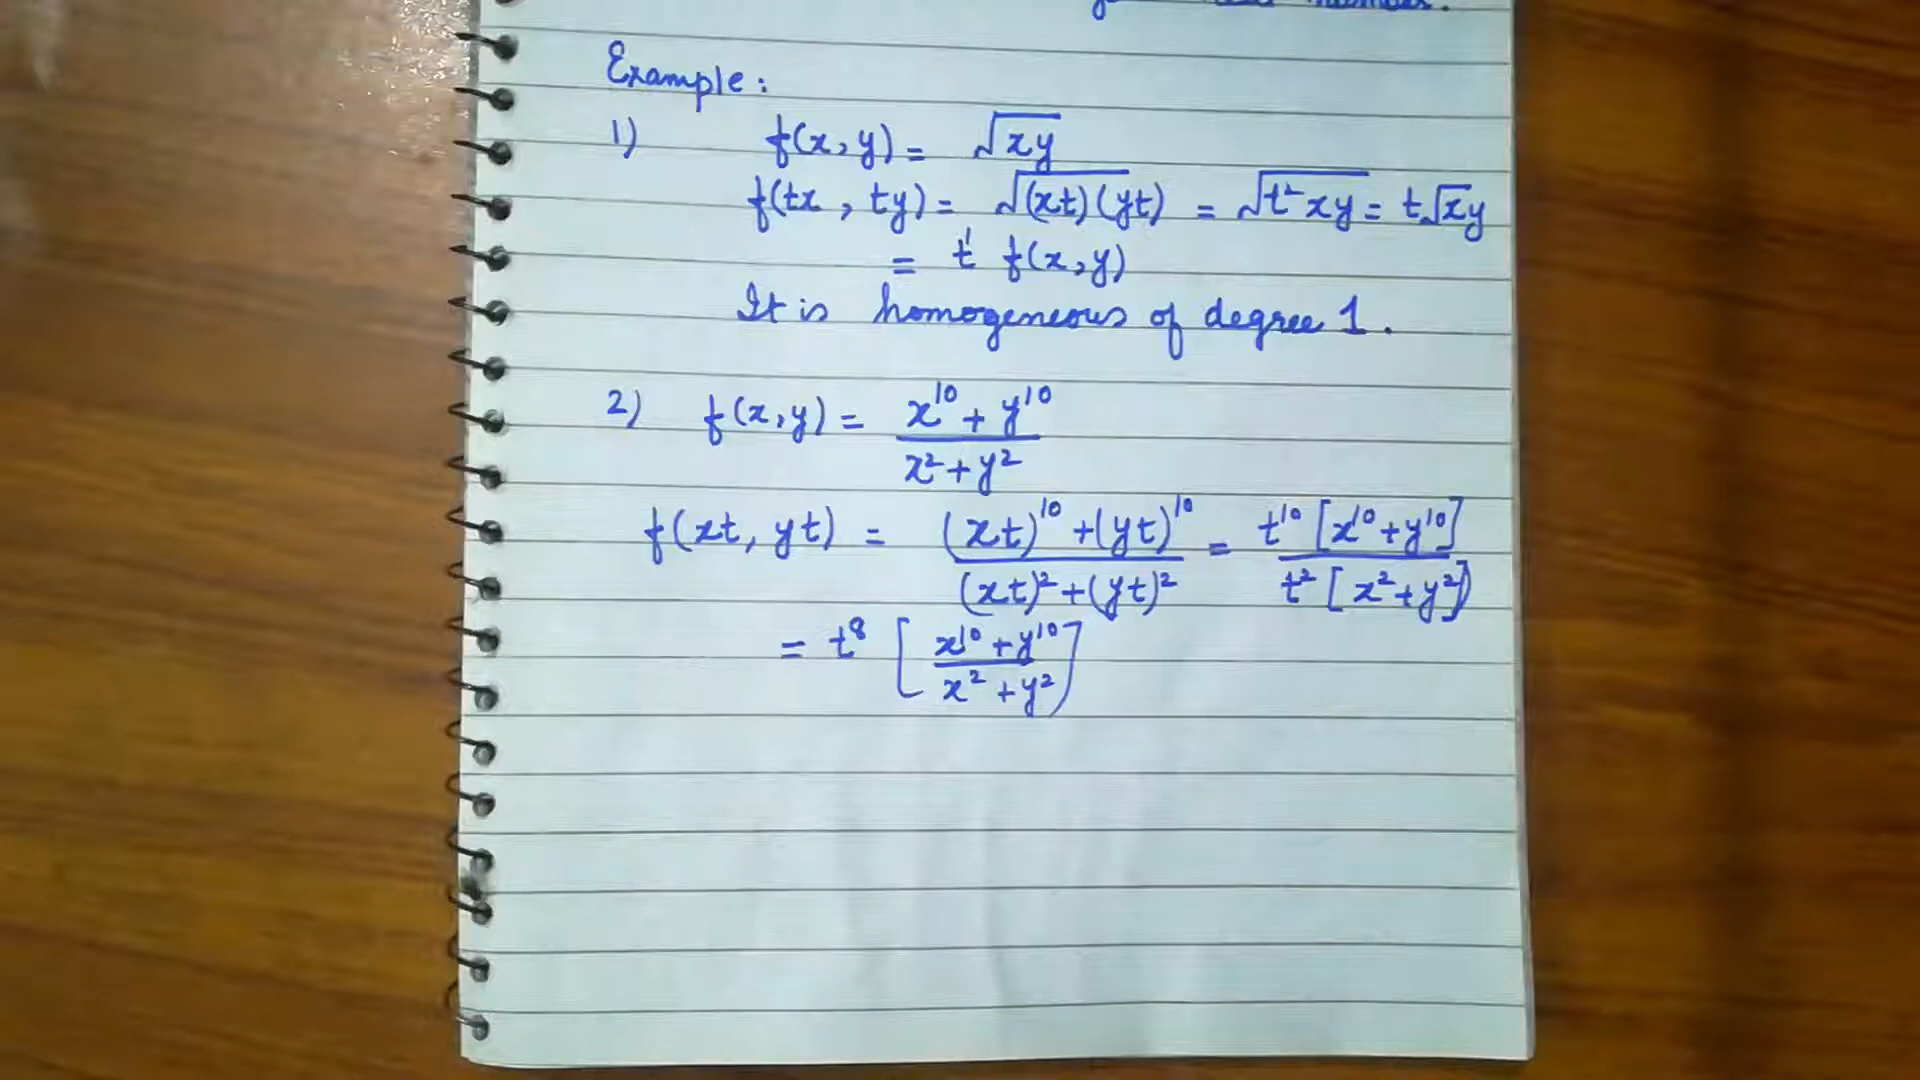 Example:
1) f(x,y) = √xy
f(tx, ty) = √(xt)(yt) = √t²xy = t√xy
= t¹ f(x,y)
It is homogeneous of degree 1.
2) f(x,y) = x¹⁰ + y¹⁰ / x² + y²
f(xt, yt) = (xt)¹⁰ + (yt)¹⁰ / (xt)² + (yt)² = t¹⁰ [x¹⁰ + y¹⁰] / t² [x² + y²]
= t⁸ [x¹⁰ + y¹⁰ / x² + y²]